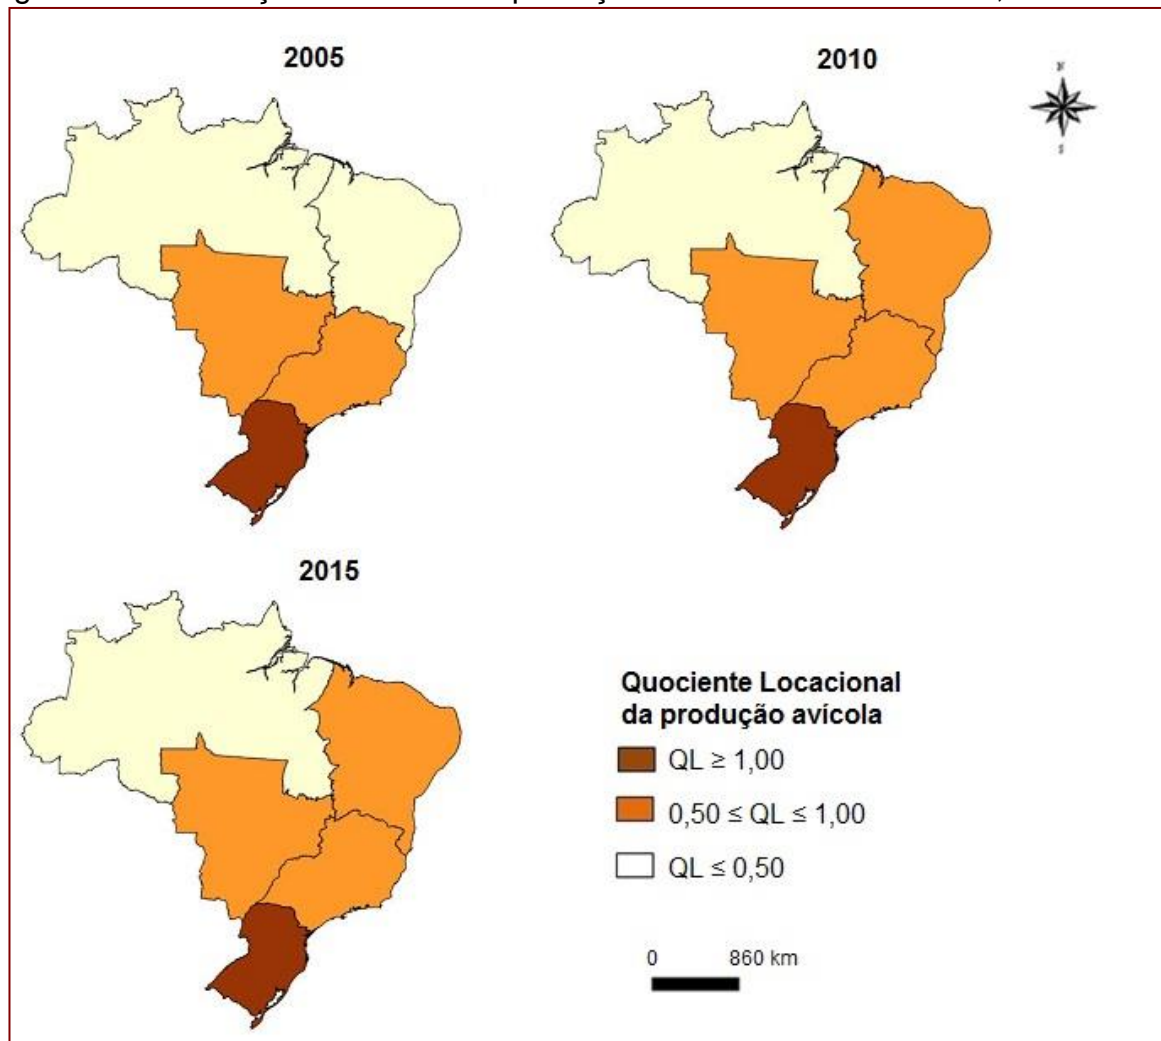 2005
2010
N
S
2015
Quociente Locacional
da produção avícola
QL ≥ 1,00
0,50 ≤ QL ≤ 1,00
QL ≤ 0,50
0 860 km